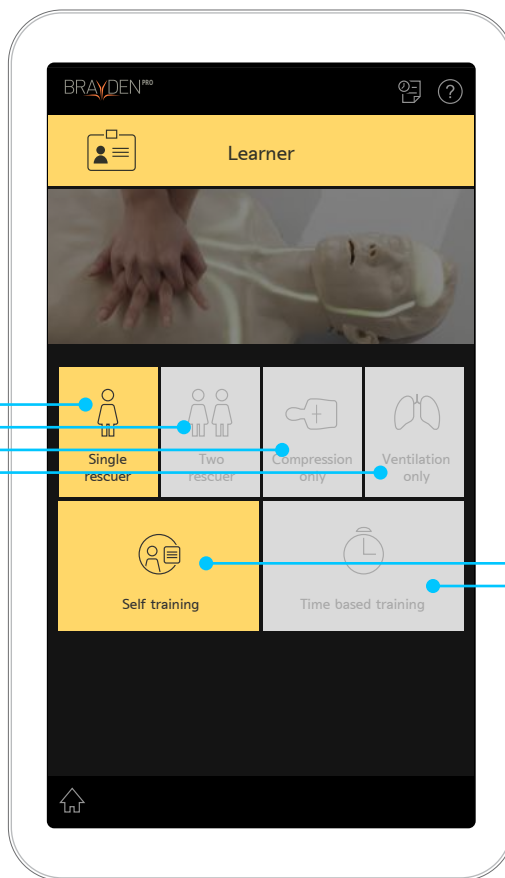 BRAYDEN PRO
Learner
Single
rescuer
Two
rescuer
Compression
only
Ventilation
only
Self training
Time based training